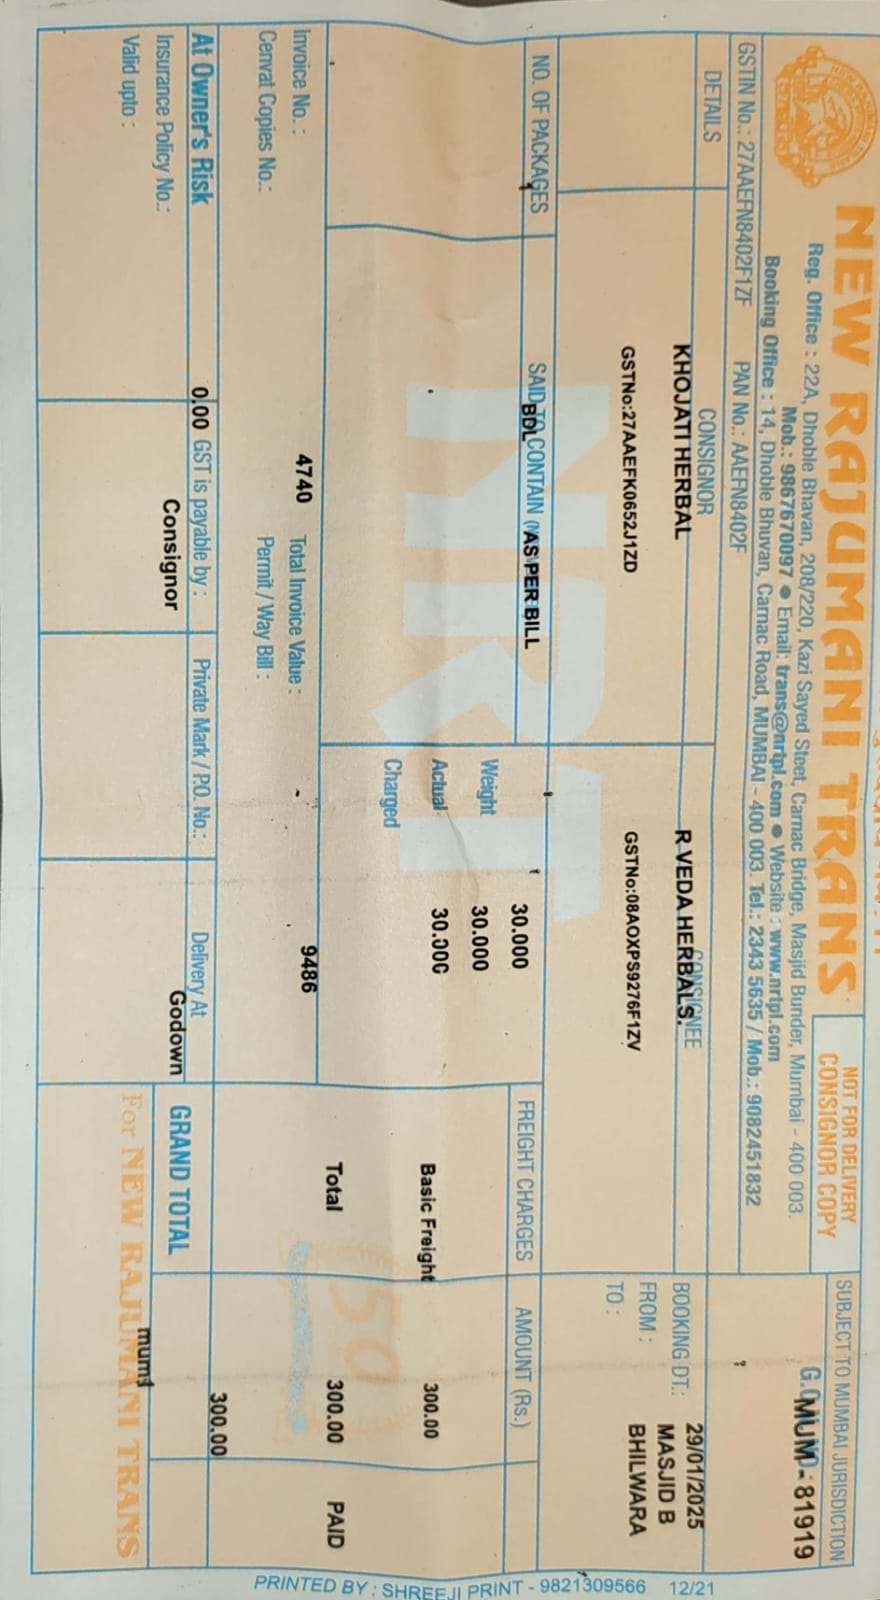 NEW RAJUMANI TRANS
NOT FOR DELIVERY
CONSIGNOR COPY
SUBJECT TO MUMBAI JURISDICTION
Reg. Office : 22A, Dhoble Bhavan, 208/220, Kazi Sayed Steet, Carnac Bridge, Masjid Bunder, Mumbai - 400 003.
Mob.: 9867670097 ● Email: trans@nrtpl.com ● Website : www.nrtpl.com
Booking Office : 14, Dhoble Bhuvan, Carnac Road, MUMBAI - 400 003. Tel.: 2343 5635 / Mob.: 9082451832
MUM - 81919
GSTIN No.: 27AAEFN8402F1ZF PAN No.: AAEFN8402F
DETAILS
CONSIGNOR
CONSIGNEE
KHOJATI HERBAL
R VEDA HERBALS.
GSTNo:27AAEFK0652J1ZD
GSTNo:08AOXPS9276F1ZV
BOOKING DT.: 29/01/2025
FROM : MASJID B
TO : BHILWARA
NO. OF PACKAGES
SAID TO CONTAIN
1
BDL
AS PER BILL
30.000
Weight 30.000
Actual 30.000
Charged
FREIGHT CHARGES
AMOUNT (Rs.)
Basic Freight 300.00
Total 300.00 PAID
NRT
50
Invoice No. : 4740 Total Invoice Value : 9486
Cenvat Copies No.: Permit / Way Bill :
At Owner's Risk 0.00 GST is payable by : Private Mark / P.O. No.: Delivery At
Insurance Policy No.: Consignor Godown
Valid upto :
GRAND TOTAL 300.00
For NEW RAJUMANI TRANS
PRINTED BY : SHREEJI PRINT - 9821309566 12/21